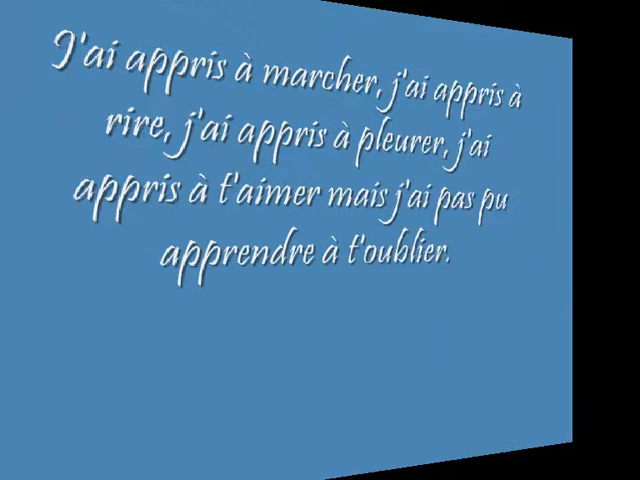 J'ai appris à marcher, j'ai appris à
rire, j'ai appris à pleurer, j'ai
appris à t'aimer mais j'ai pas pu
apprendre à t'oublier.